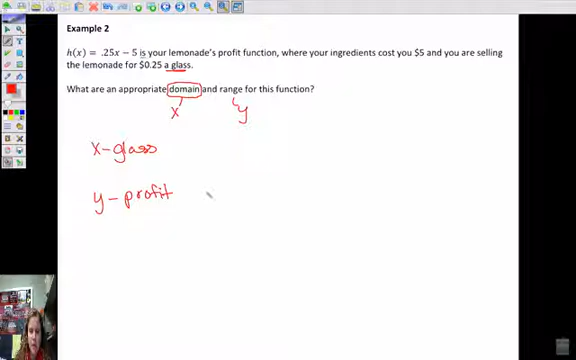 Example 2
h(x) = .25x − 5 is your lemonade's profit function, where your ingredients cost you $5 and you are selling
the lemonade for $0.25 a glass.
What are an appropriate domain and range for this function?
x y
x - glass
y - profit